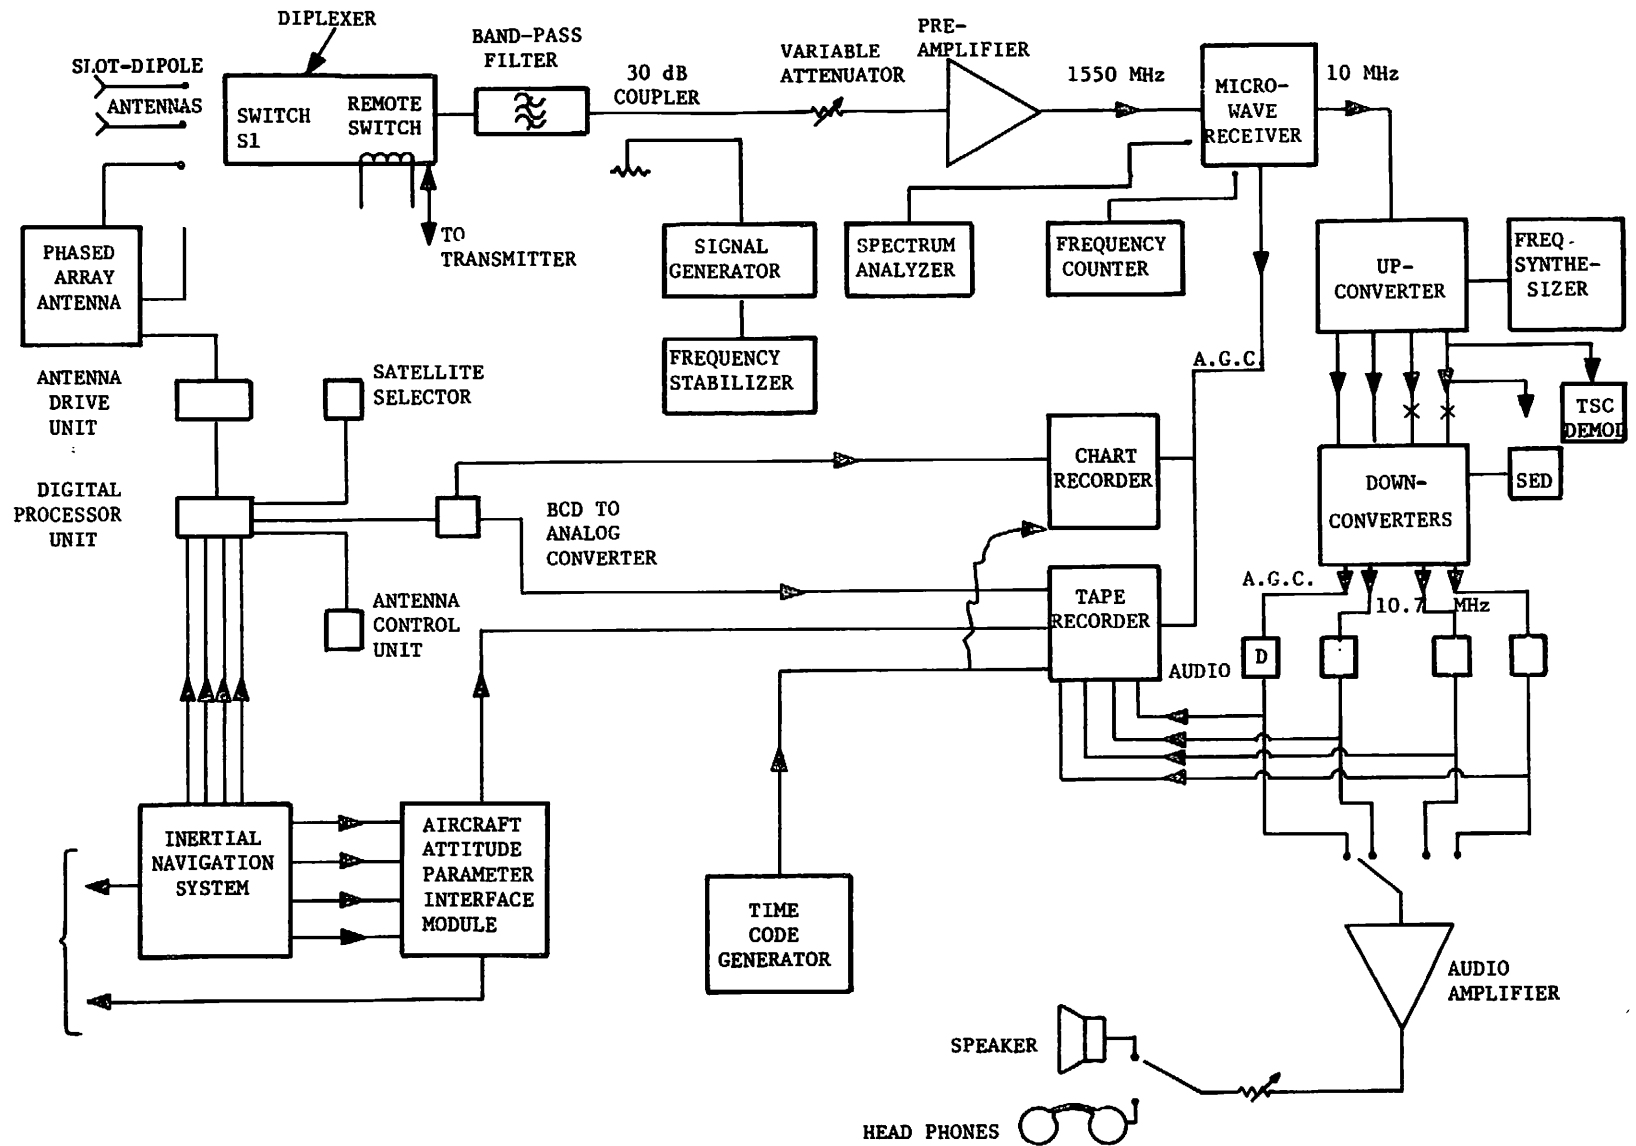 DIPLEXER
SLOT-DIPOLE
ANTENNAS
SWITCH
S1
REMOTE
SWITCH
BAND-PASS
FILTER
30 dB
COUPLER
VARIABLE
ATTENUATOR
PRE-
AMPLIFIER
1550 MHz
MICRO-
WAVE
RECEIVER
10 MHz
TO
TRANSMITTER
PHASED
ARRAY
ANTENNA
SIGNAL
GENERATOR
SPECTRUM
ANALYZER
FREQUENCY
COUNTER
UP-
CONVERTER
FREQ.
SYNTHE-
SIZER
FREQUENCY
STABILIZER
A.G.C.
ANTENNA
DRIVE
UNIT
SATELLITE
SELECTOR
TSC
DEMOD
CHART
RECORDER
DOWN-
CONVERTERS
SED
DIGITAL
PROCESSOR
UNIT
BCD TO
ANALOG
CONVERTER
A.G.C.
10.7 MHz
TAPE
RECORDER
ANTENNA
CONTROL
UNIT
D
AUDIO
INERTIAL
NAVIGATION
SYSTEM
AIRCRAFT
ATTITUDE
PARAMETER
INTERFACE
MODULE
TIME
CODE
GENERATOR
AUDIO
AMPLIFIER
SPEAKER
HEAD PHONES